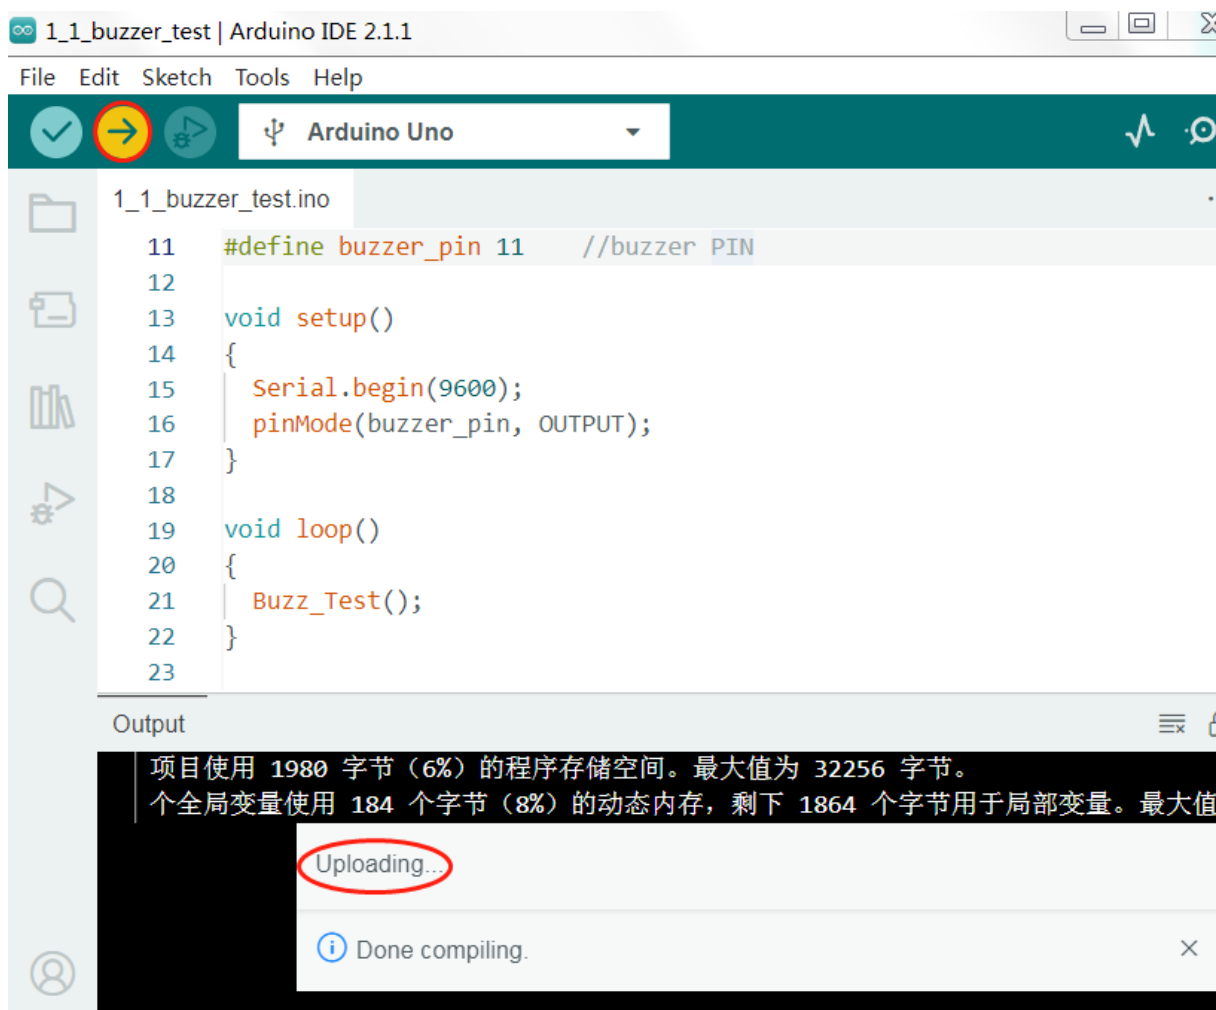 1_1_buzzer_test | Arduino IDE 2.1.1
File Edit Sketch Tools Help
Arduino Uno
1_1_buzzer_test.ino
11 #define buzzer_pin 11 //buzzer PIN
12
13 void setup()
14 {
15 Serial.begin(9600);
16 pinMode(buzzer_pin, OUTPUT);
17 }
18
19 void loop()
20 {
21 Buzz_Test();
22 }
23
Output
项目使用 1980 字节（6%）的程序存储空间。最大值为 32256 字节。
个全局变量使用 184 个字节（8%）的动态内存，剩下 1864 个字节用于局部变量。最大值
Uploading...
Done compiling.